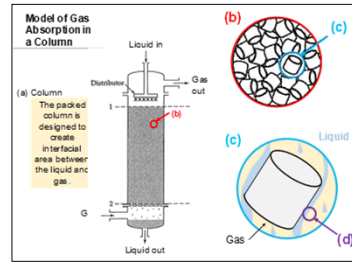 Model of Gas
Absorption in
a Column
Liquid in
Distributor
Gas
out
(a) Column
The packed
column is
designed to
create
interfacial
area between
the liquid and
gas.
1
(b)
2
G
Liquid out
(b)
(c)
(c)
Liquid
Gas
(d)